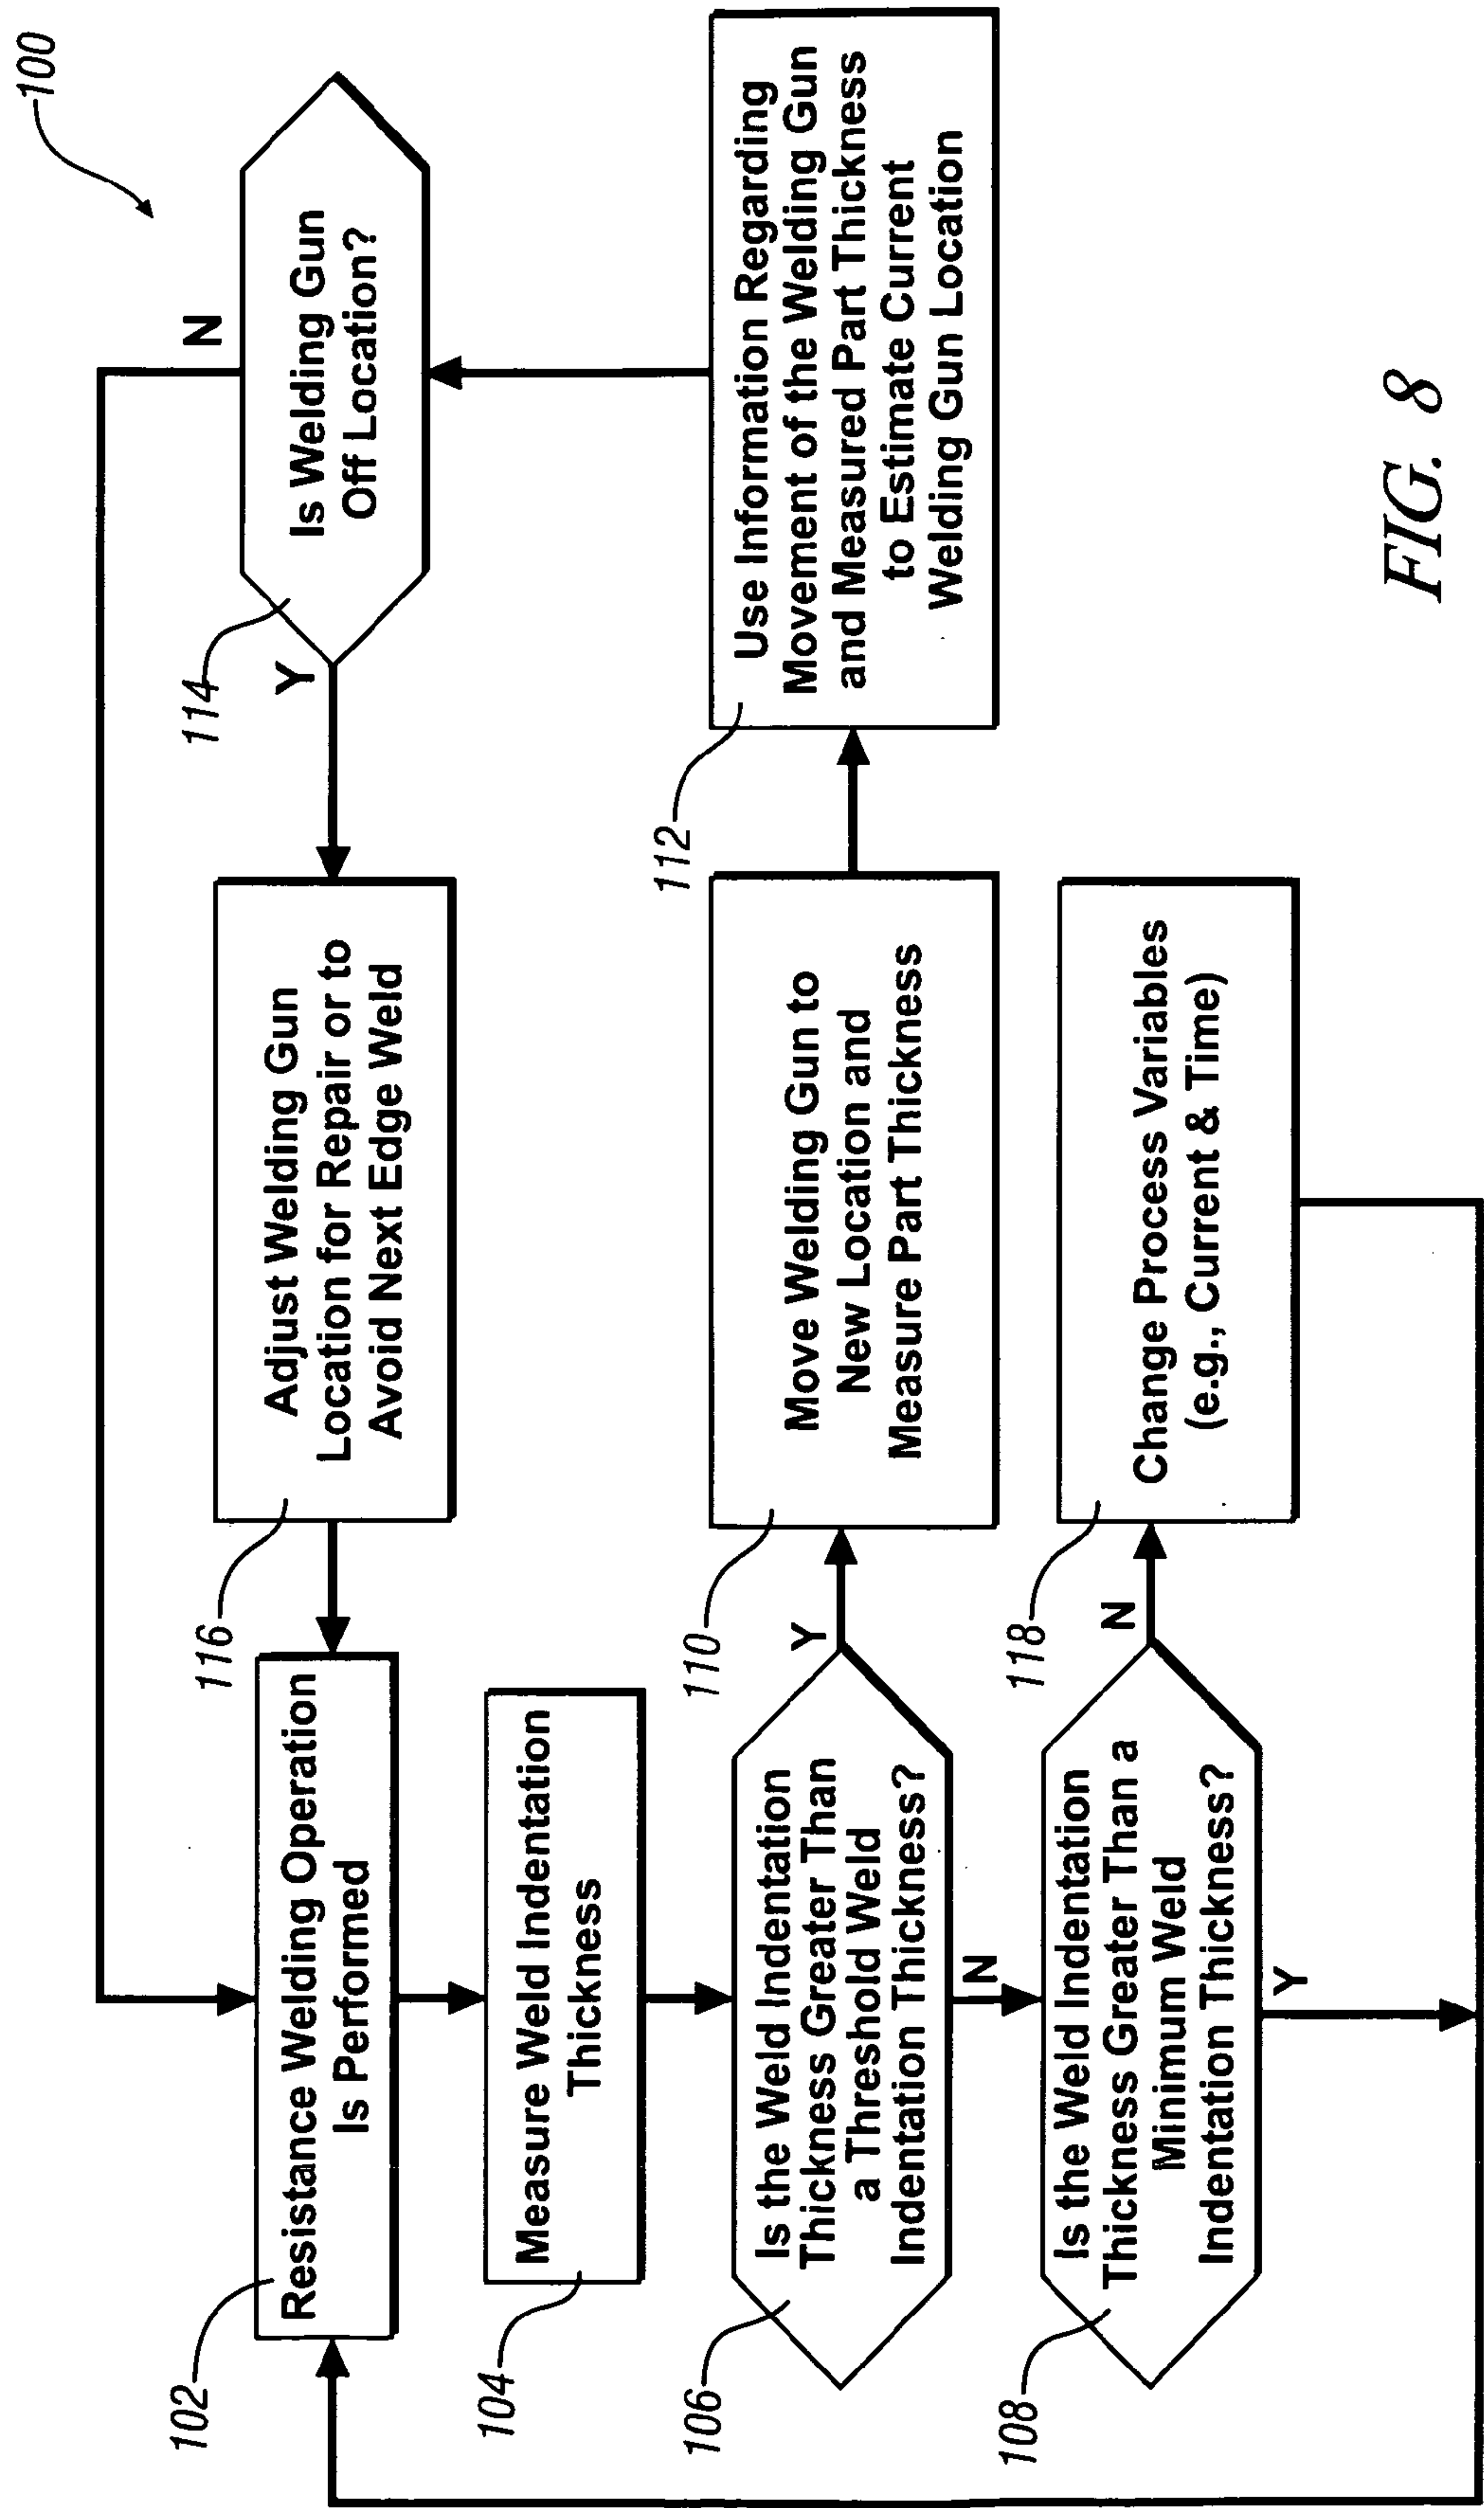 100
102
Resistance Welding Operation
Is Performed
104
Measure Weld Indentation
Thickness
106
Is the Weld Indentation
Thickness Greater Than
a Threshold Weld
Indentation Thickness?
Y
N
108
Is the Weld Indentation
Thickness Greater Than a
Minimum Weld
Indentation Thickness?
N
Y
110
Move Welding Gun to
New Location and
Measure Part Thickness
112
Use Information Regarding
Movement of the Welding Gun
and Measured Part Thickness
to Estimate Current
Welding Gun Location
114
Is Welding Gun
Off Location?
N
Y
116
Adjust Welding Gun
Location for Repair or to
Avoid Next Edge Weld
118
Change Process Variables
(e.g., Current & Time)
FIG. 8